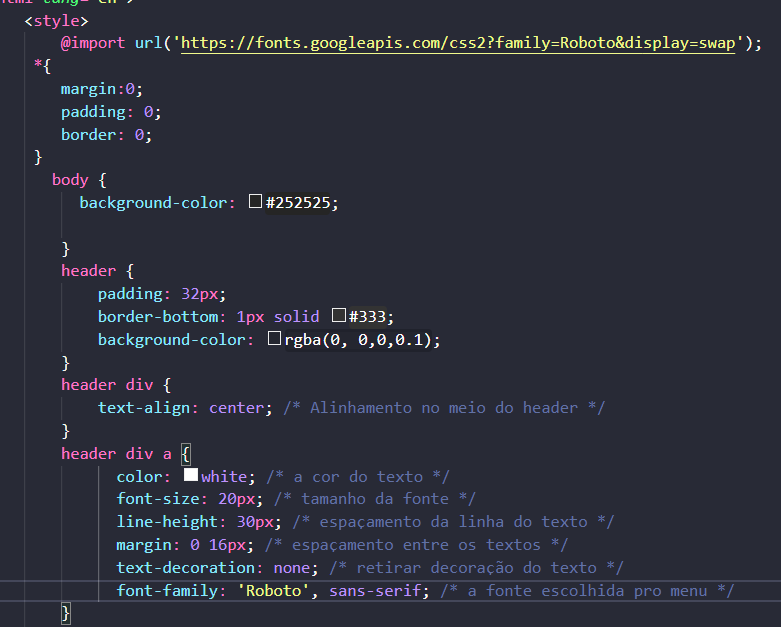 html lang="en">
<style>
@import url('https://fonts.googleapis.com/css2?family=Roboto&display=swap');
*{
margin:0;
padding: 0;
border: 0;
}
body {
background-color: #252525;
}
header {
padding: 32px;
border-bottom: 1px solid #333;
background-color: rgba(0, 0,0,0.1);
}
header div {
text-align: center; /* Alinhamento no meio do header */
}
header div a {
color: white; /* a cor do texto */
font-size: 20px; /* tamanho da fonte */
line-height: 30px; /* espaçamento da linha do texto */
margin: 0 16px; /* espaçamento entre os textos */
text-decoration: none; /* retirar decoração do texto */
font-family: 'Roboto', sans-serif; /* a fonte escolhida pro menu */
}